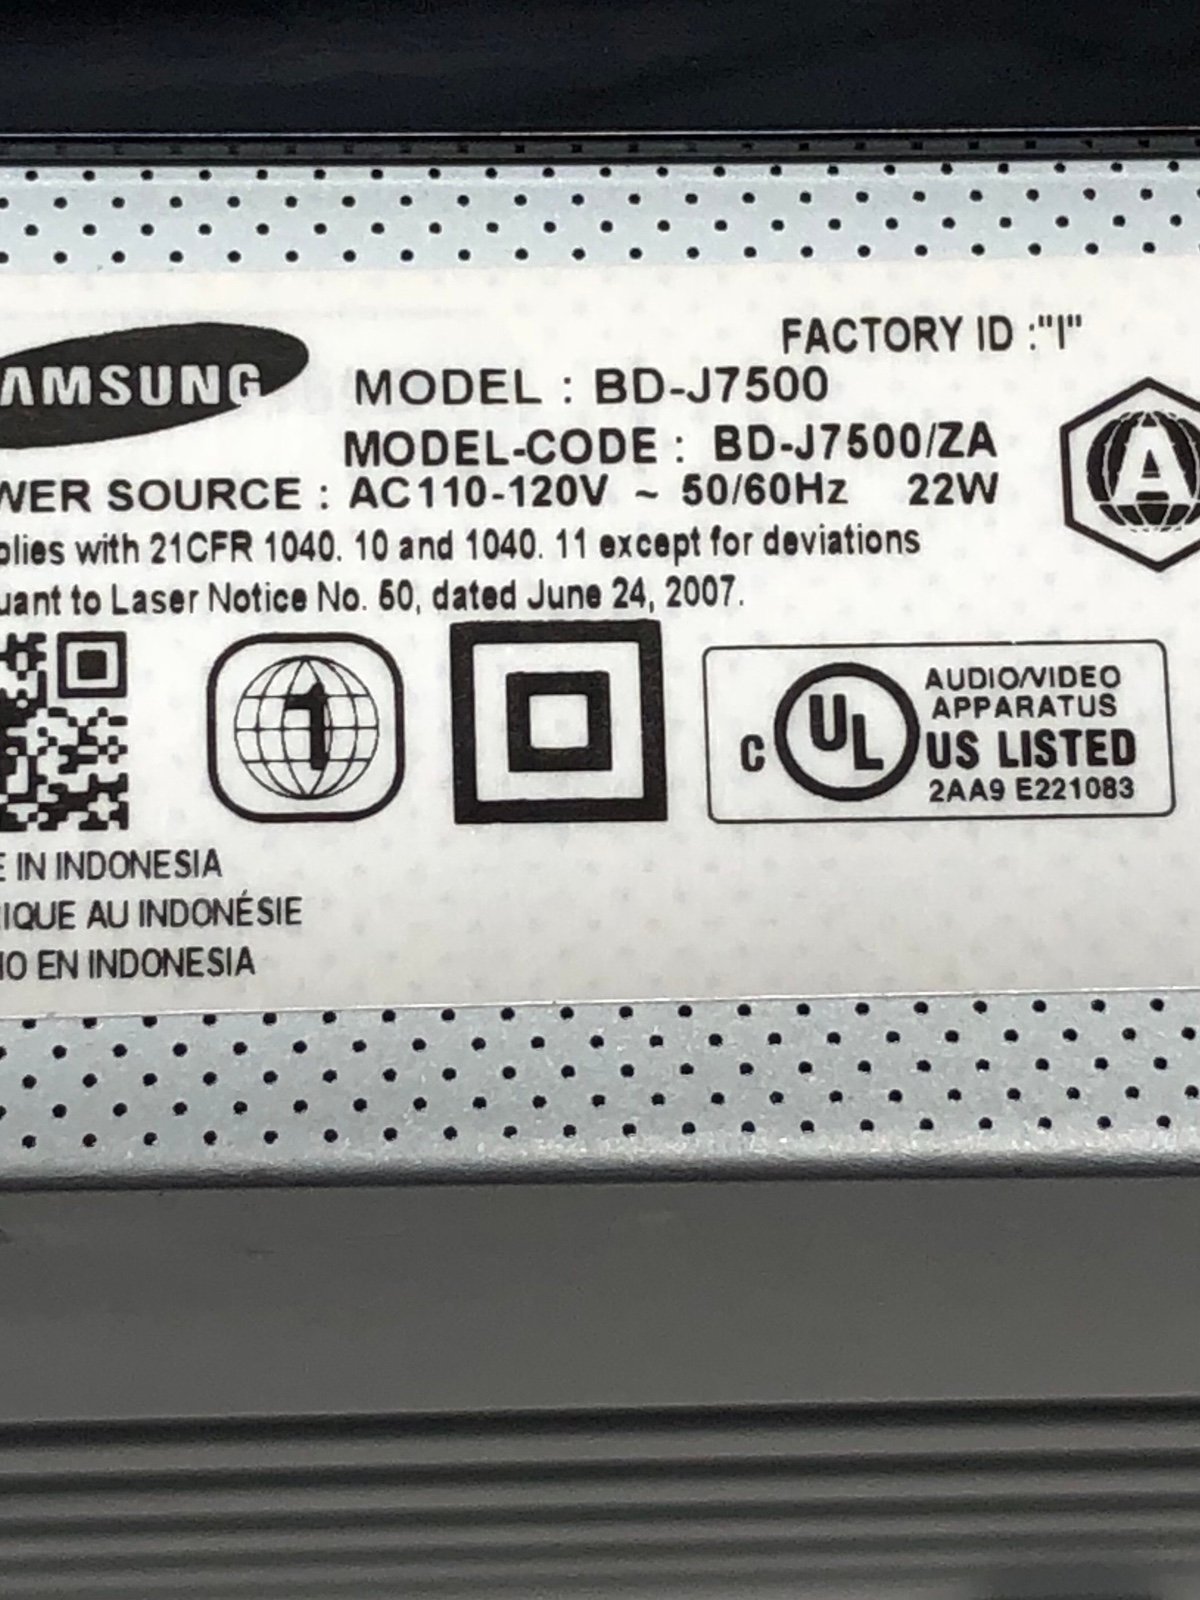 FACTORY ID :"I"
AMSUNG
MODEL : BD-J7500
MODEL-CODE : BD-J7500/ZA
WER SOURCE : AC110-120V ~ 50/60Hz 22W
plies with 21CFR 1040. 10 and 1040. 11 except for deviations
uant to Laser Notice No. 50, dated June 24, 2007.
A
1
C UL US LISTED
AUDIO/VIDEO
APPARATUS
2AA9 E221083
E IN INDONESIA
IQUE AU INDONÉSIE
HO EN INDONESIA